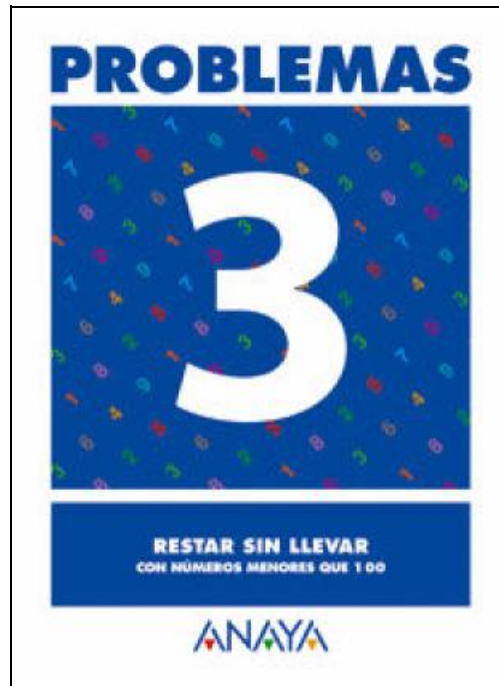 PROBLEMAS
3
RESTAR SIN LLEVAR
CON NÚMEROS MENORES QUE 100
ANAYA